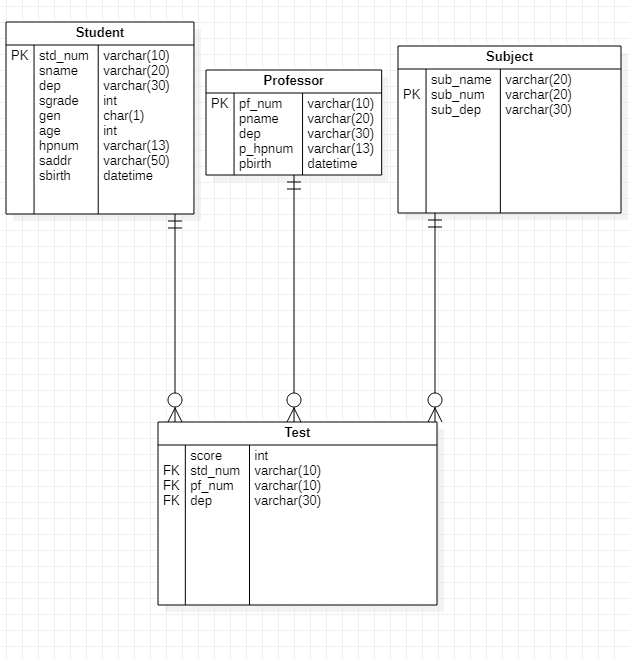 Student
PK std_num varchar(10)
sname varchar(20)
dep varchar(30)
sgrade int
gen char(1)
age int
hpnum varchar(13)
saddr varchar(50)
sbirth datetime
Professor
PK pf_num varchar(10)
pname varchar(20)
dep varchar(30)
p_hpnum varchar(13)
pbirth datetime
Subject
sub_name varchar(20)
PK sub_num varchar(20)
sub_dep varchar(30)
Test
score int
FK std_num varchar(10)
FK pf_num varchar(10)
FK dep varchar(30)